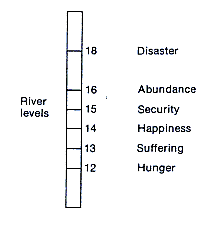 18 Disaster
16 Abundance
River levels
15 Security
14 Happiness
13 Suffering
12 Hunger